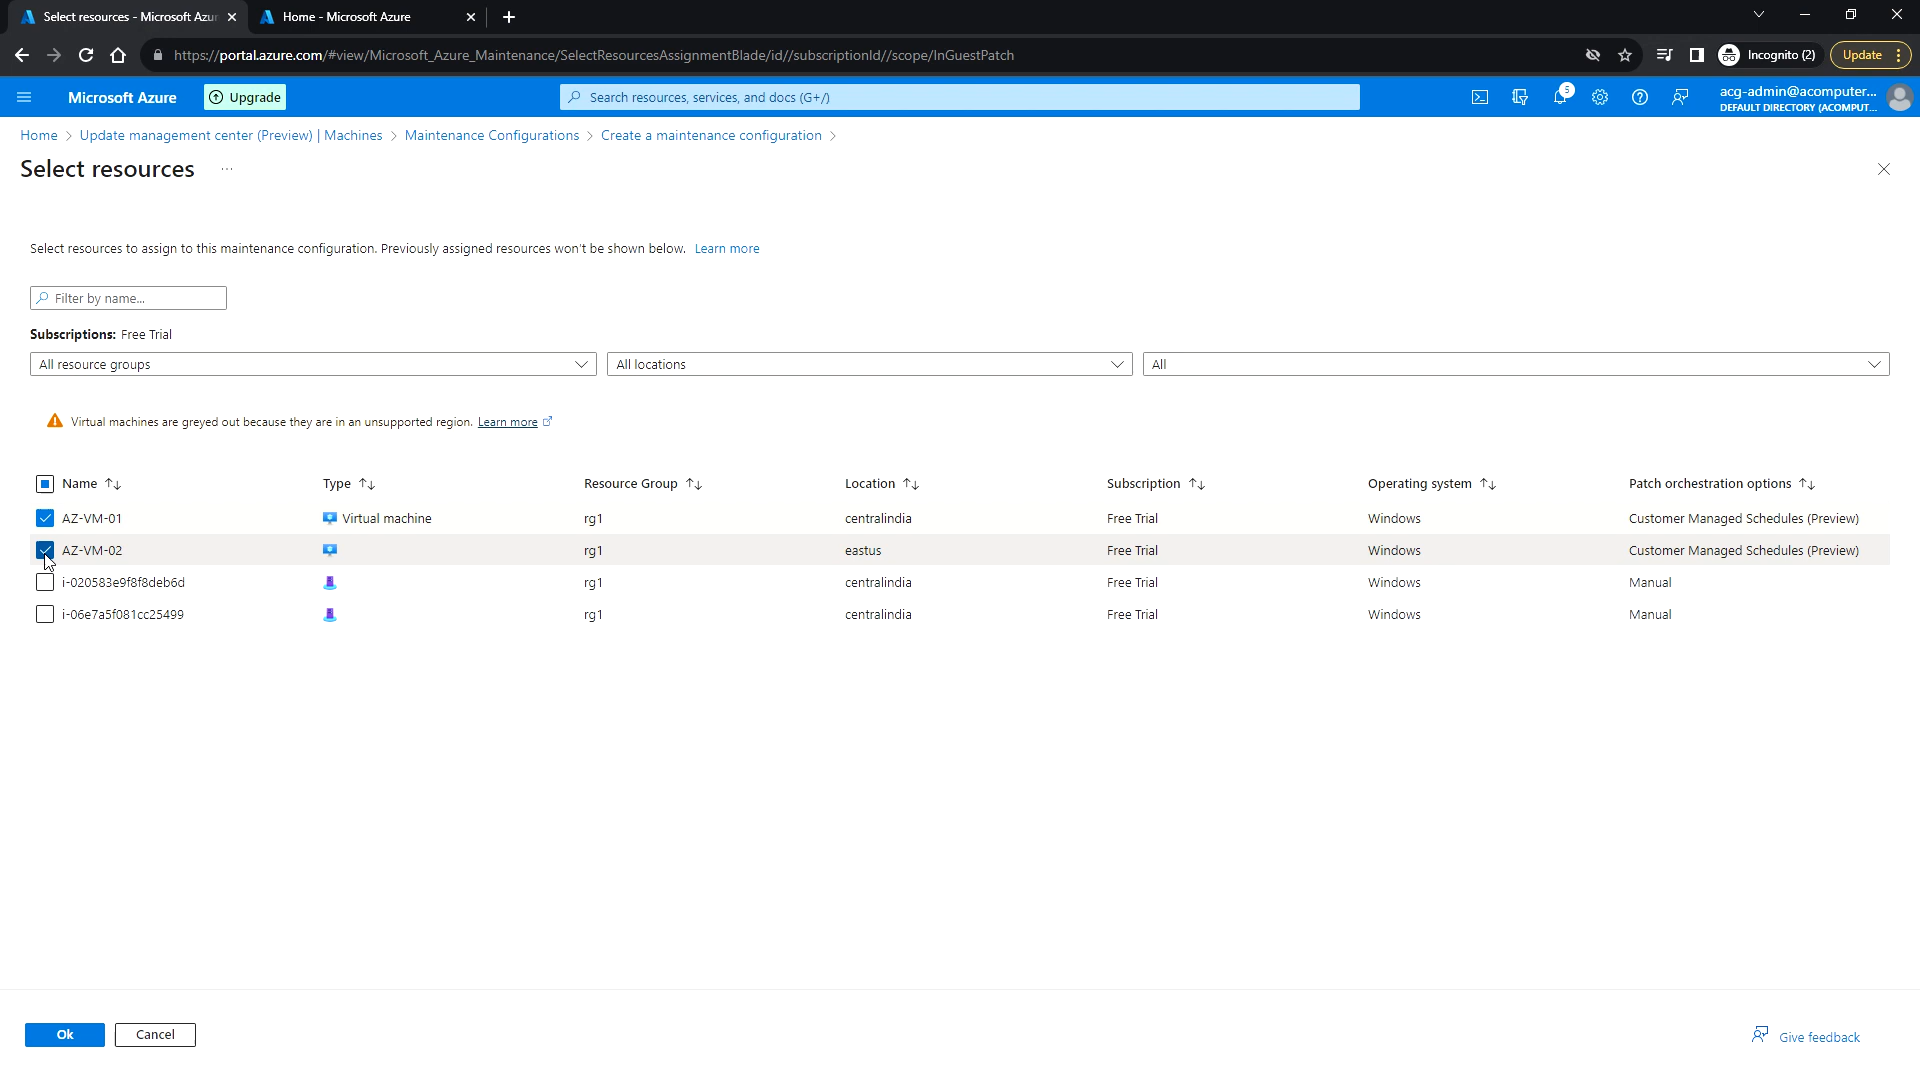 Select resources - Microsoft Azur
Home - Microsoft Azure
https://portal.azure.com/#view/Microsoft_Azure_Maintenance/SelectResourcesAssignmentBlade/id//subscriptionId//scope/InGuestPatch
Incognito (2)
Update
Microsoft Azure
Upgrade
Search resources, services, and docs (G+/)
5
acg-admin@acomputer...
DEFAULT DIRECTORY (ACOMPUT...
Home > Update management center (Preview) | Machines > Maintenance Configurations > Create a maintenance configuration >
Select resources ...
Select resources to assign to this maintenance configuration. Previously assigned resources won't be shown below. Learn more
Filter by name...
Subscriptions: Free Trial
All resource groups All locations All
Virtual machines are greyed out because they are in an unsupported region. Learn more
Name Type Resource Group Location Subscription Operating system Patch orchestration options
AZ-VM-01 Virtual machine rg1 centralindia Free Trial Windows Customer Managed Schedules (Preview)
AZ-VM-02 rg1 eastus Free Trial Windows Customer Managed Schedules (Preview)
i-020583e9f8f8deb6d rg1 centralindia Free Trial Windows Manual
i-06e7a5f081cc25499 rg1 centralindia Free Trial Windows Manual
Ok Cancel
Give feedback